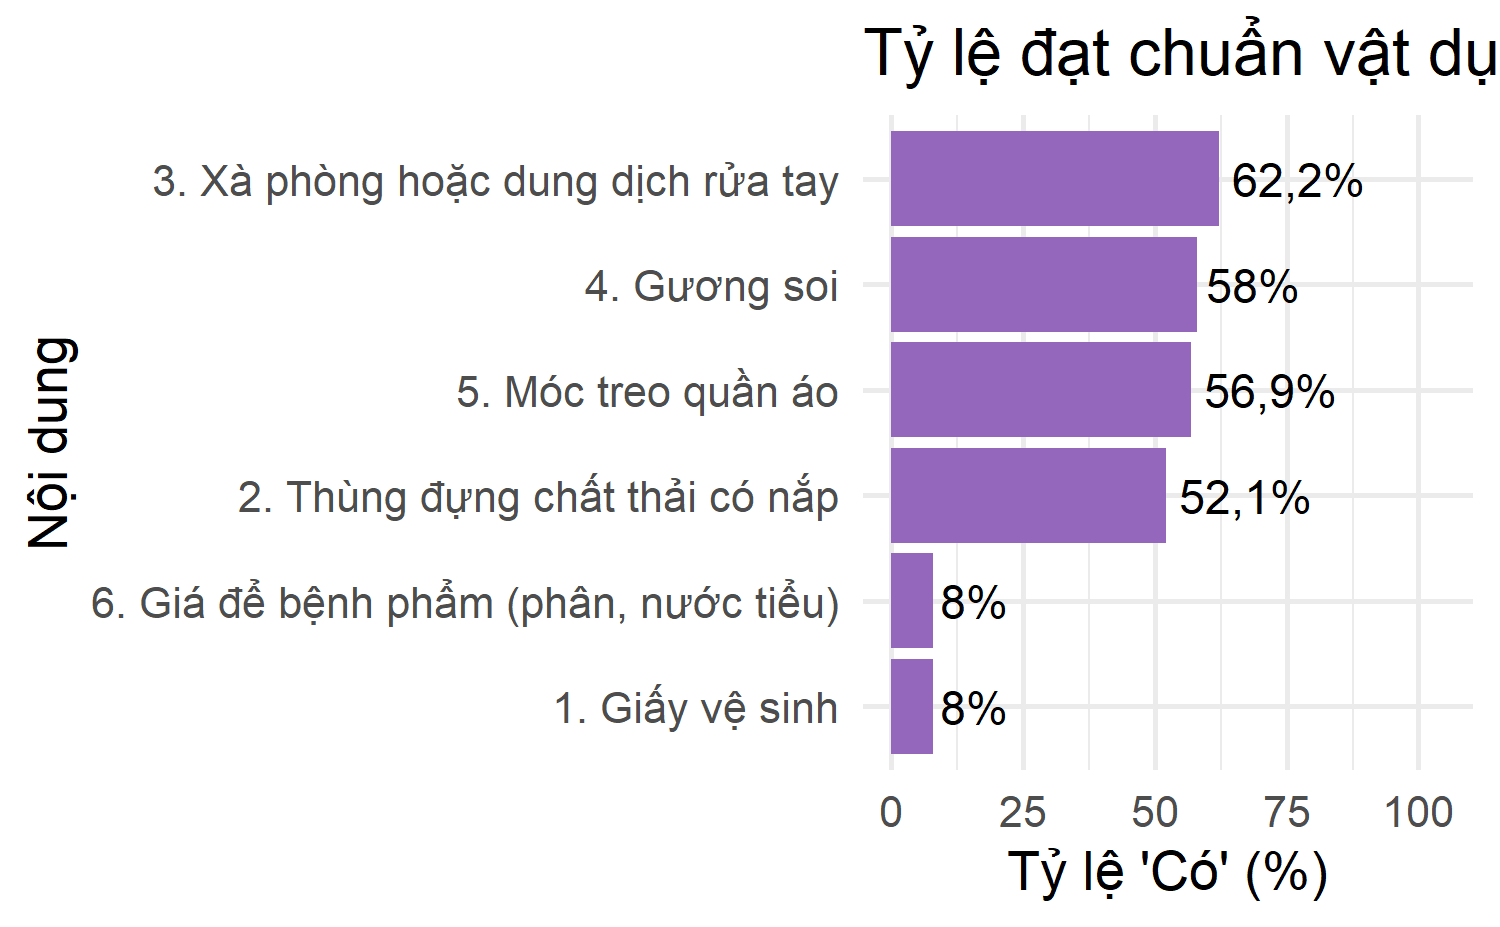 Tỷ lệ đạt chuẩn vật dụ
3. Xà phòng hoặc dung dịch rửa tay 62,2%
4. Gương soi 58%
5. Móc treo quần áo 56,9%
2. Thùng đựng chất thải có nắp 52,1%
6. Giá để bệnh phẩm (phân, nước tiểu) 8%
1. Giấy vệ sinh 8%
Nội dung
0 25 50 75 100
Tỷ lệ 'Có' (%)